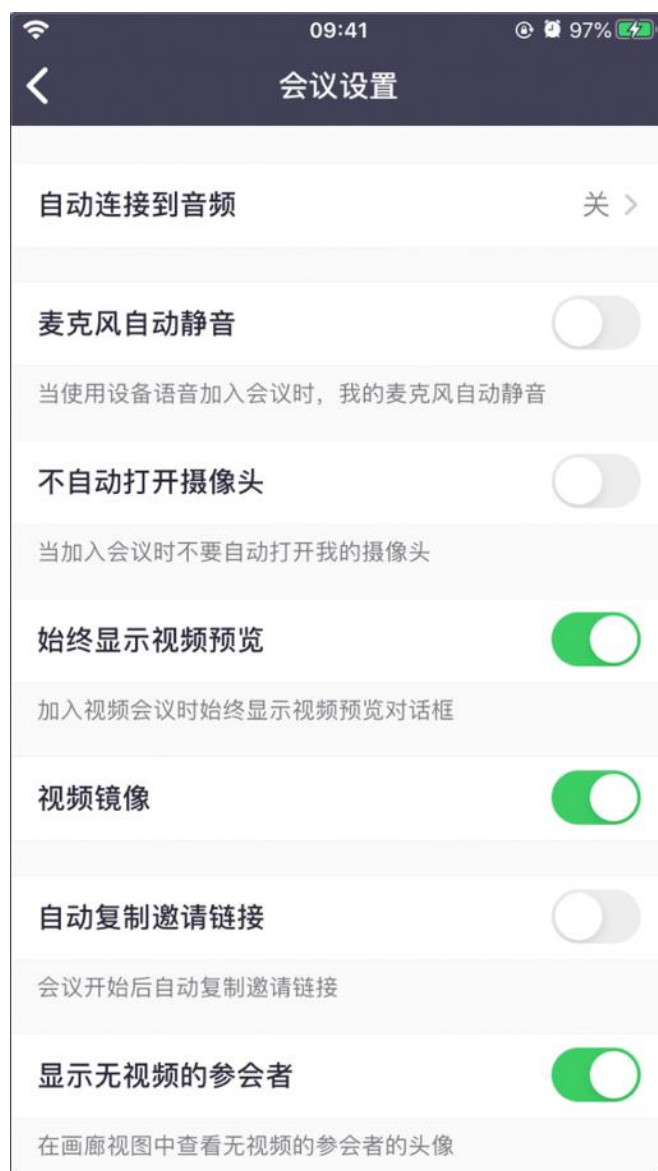 09:41
97%
会议设置
自动连接到音频 关
麦克风自动静音
当使用设备语音加入会议时，我的麦克风自动静音
不自动打开摄像头
当加入会议时不要自动打开我的摄像头
始终显示视频预览
加入视频会议时始终显示视频预览对话框
视频镜像
自动复制邀请链接
会议开始后自动复制邀请链接
显示无视频的参会者
在画廊视图中查看无视频的参会者的头像